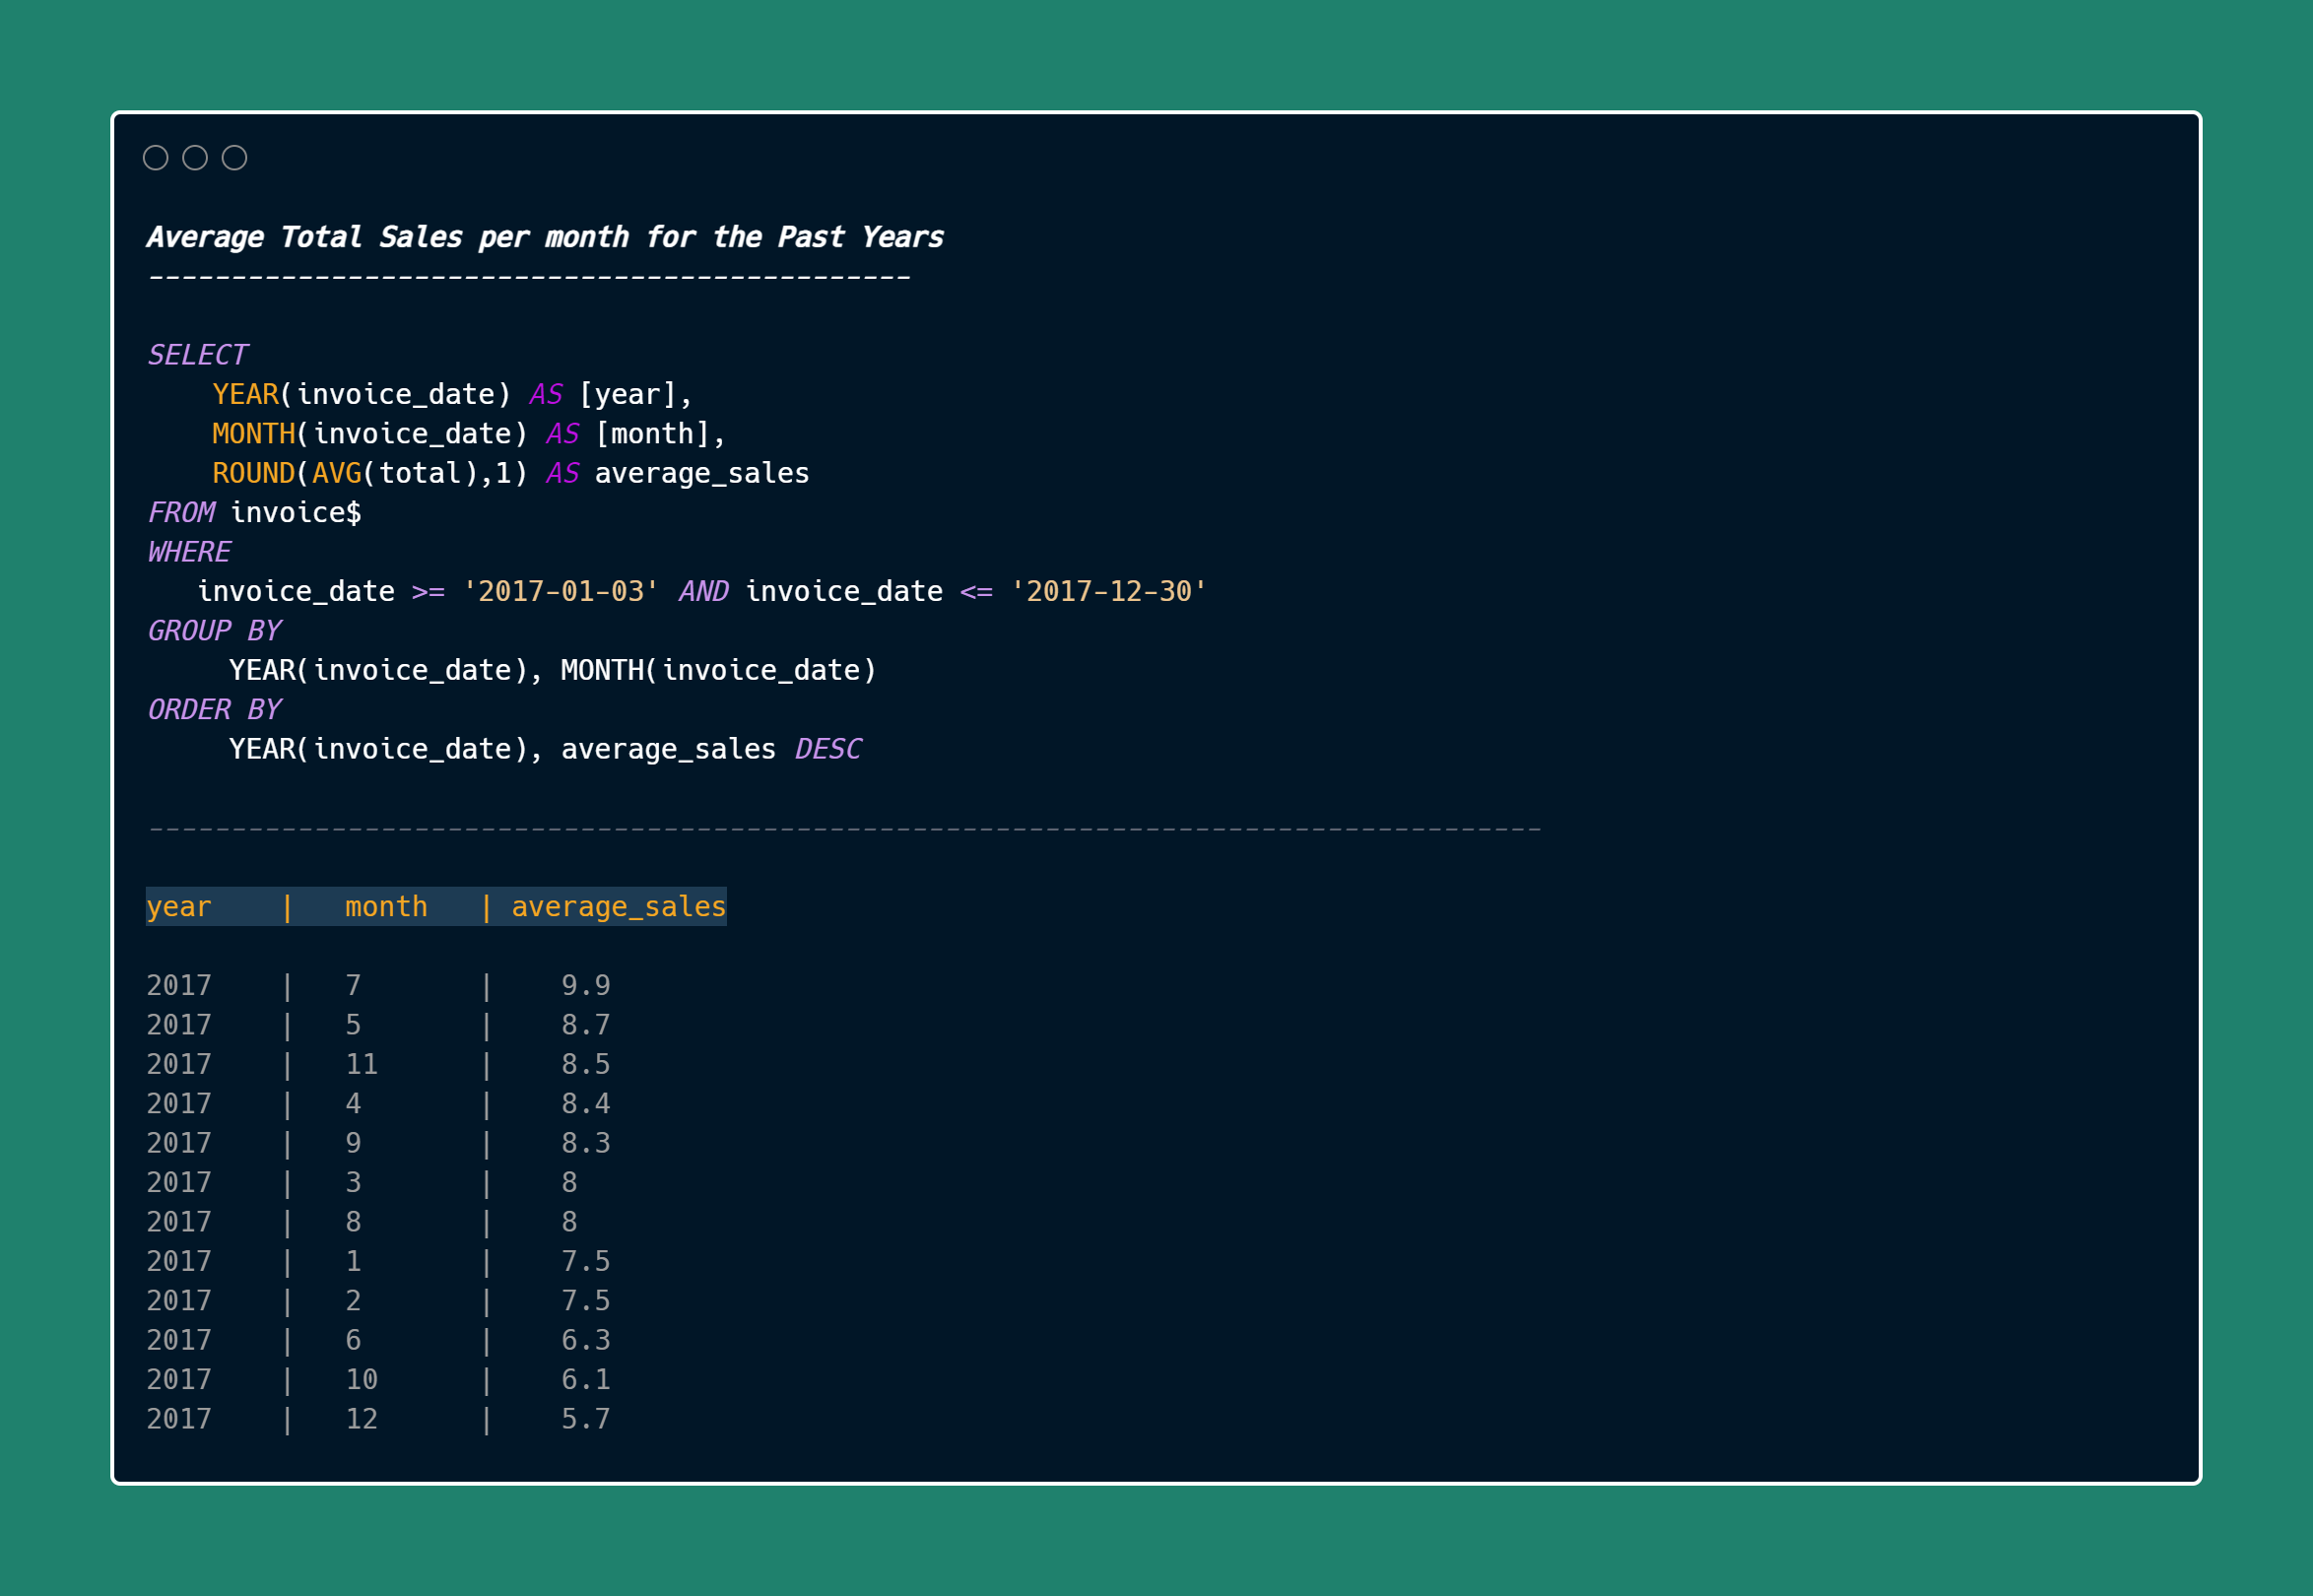 Average Total Sales per month for the Past Years
----------------------------------------------
SELECT
    YEAR(invoice_date) AS [year],
    MONTH(invoice_date) AS [month],
    ROUND(AVG(total),1) AS average_sales
FROM invoice$
WHERE
   invoice_date >= '2017-01-03' AND invoice_date <= '2017-12-30'
GROUP BY
     YEAR(invoice_date), MONTH(invoice_date)
ORDER BY
     YEAR(invoice_date), average_sales DESC
------------------------------------------------------------------------------------
year    |   month   | average_sales
2017    |   7       |    9.9
2017    |   5       |    8.7
2017    |   11      |    8.5
2017    |   4       |    8.4
2017    |   9       |    8.3
2017    |   3       |    8
2017    |   8       |    8
2017    |   1       |    7.5
2017    |   2       |    7.5
2017    |   6       |    6.3
2017    |   10      |    6.1
2017    |   12      |    5.7